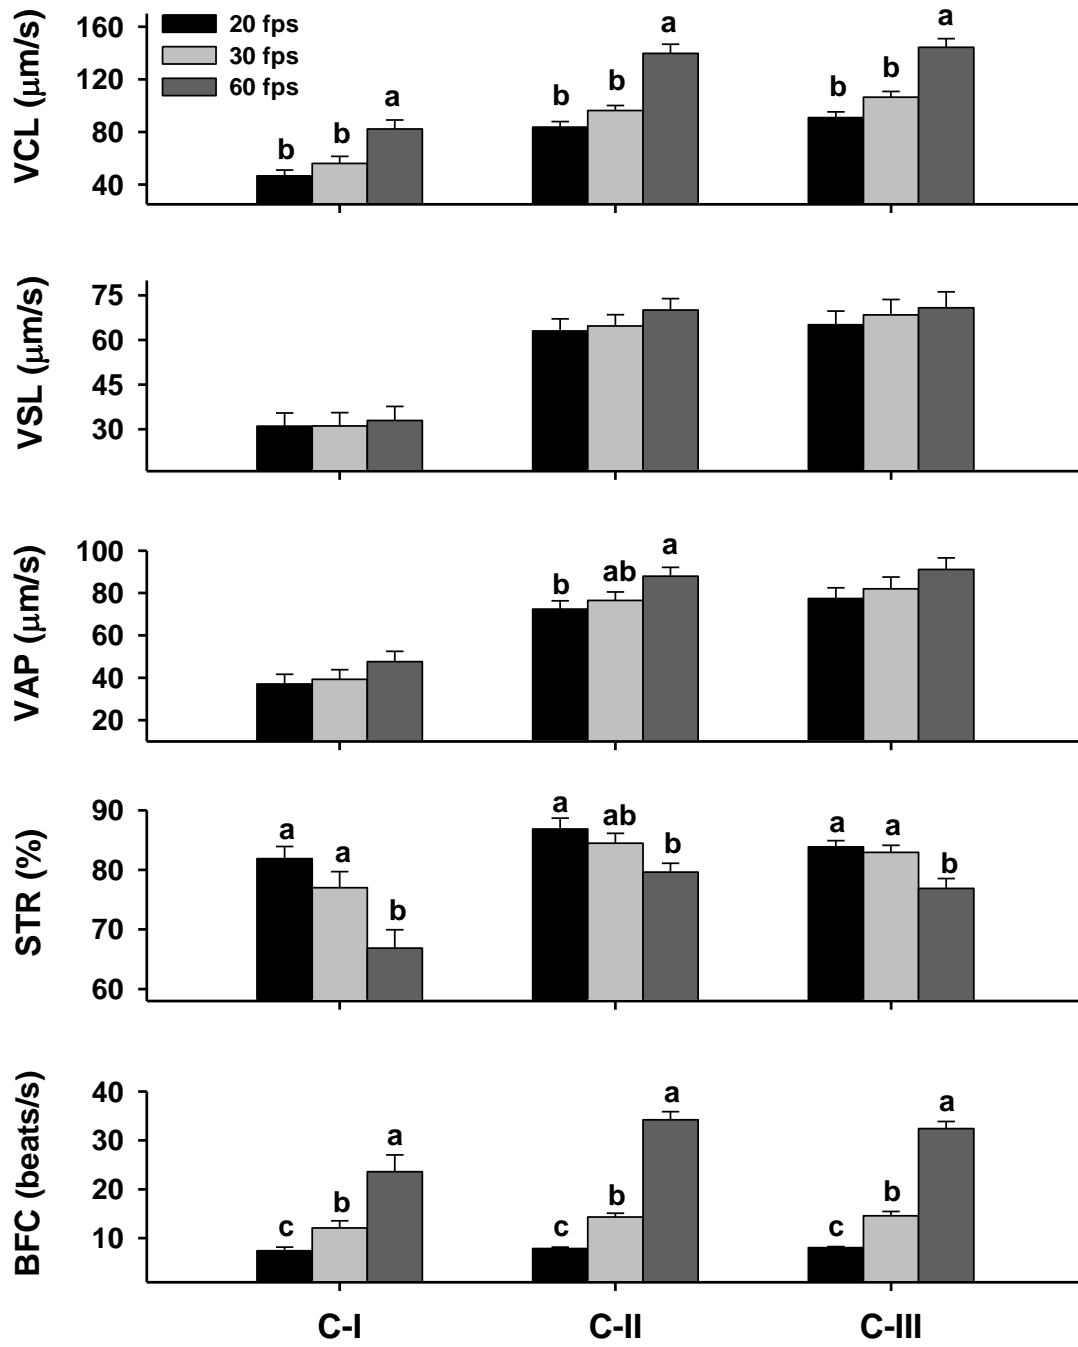 20 fps
30 fps
60 fps
VCL (μm/s)
160
120
80
40
b
b
a
b
b
a
b
b
a
VSL (μm/s)
75
60
45
30
VAP (μm/s)
100
80
60
40
20
b
ab
a
STR (%)
90
80
70
60
a
a
b
a
ab
b
a
a
b
BFC (beats/s)
40
30
20
10
c
b
a
c
b
a
c
b
a
C-I
C-II
C-III